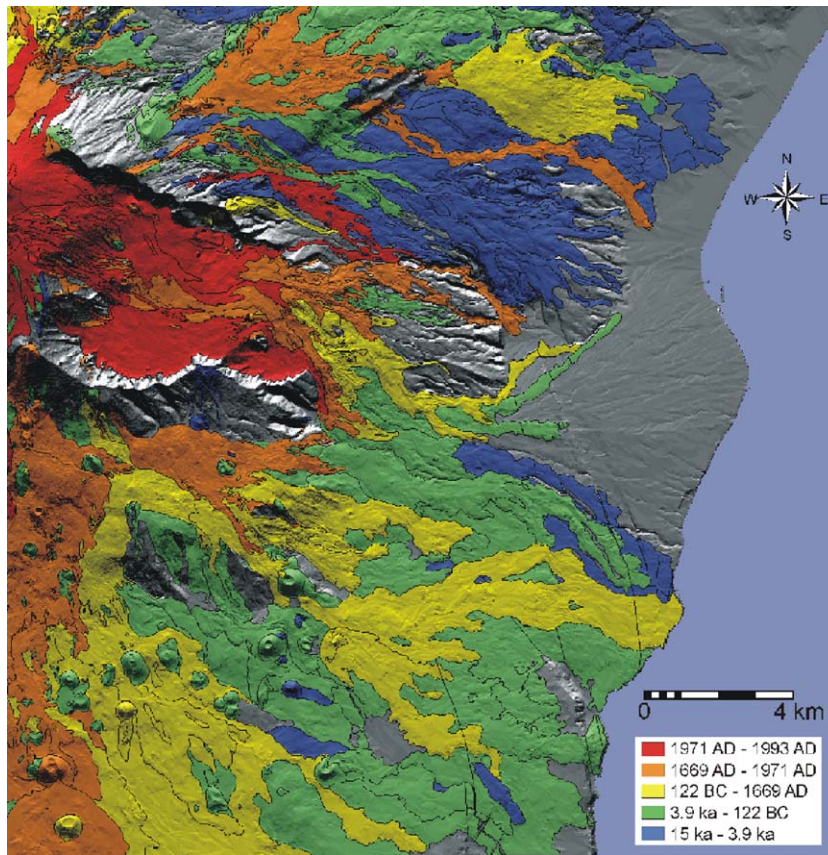 N
W E
S
0 4 km
1971 AD - 1993 AD
1669 AD - 1971 AD
122 BC - 1669 AD
3.9 ka - 122 BC
15 ka - 3.9 ka